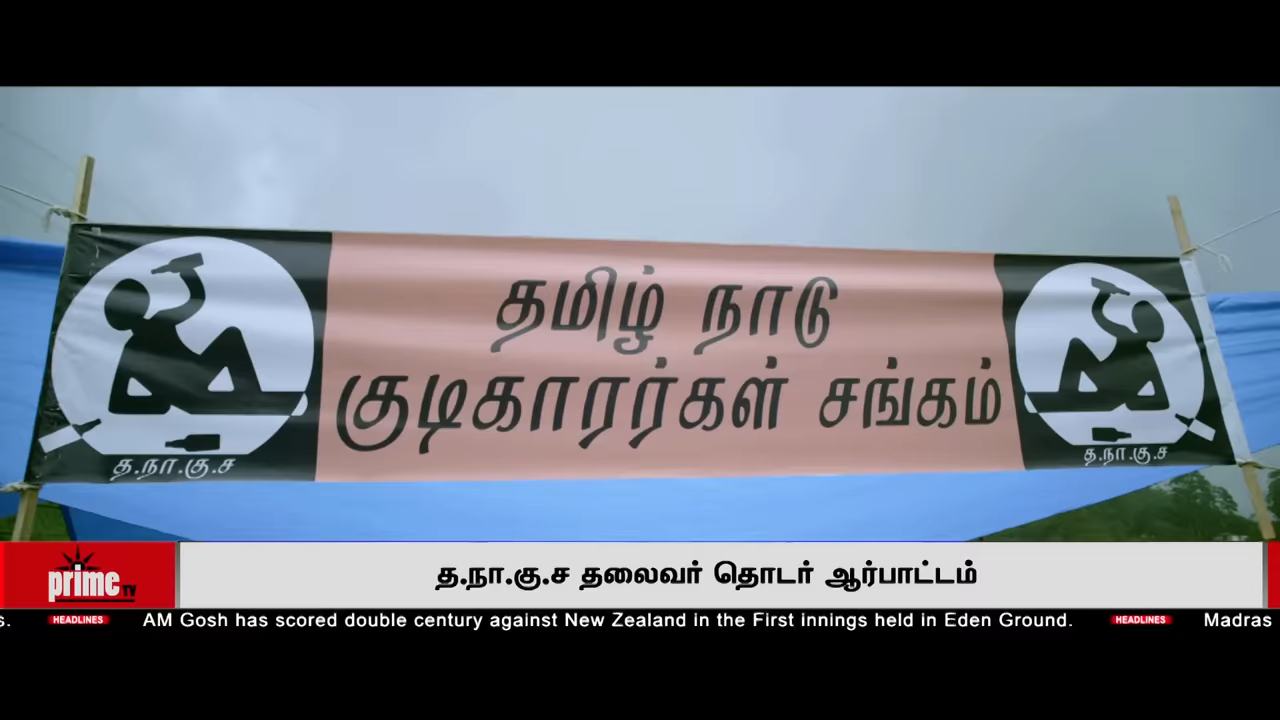 தமிழ் நாடு
குடிகாரர்கள் சங்கம்
த.நா.கு.ச
த.நா.கு.ச
prime TV
த.நா.கு.ச தலைவர் தொடர் ஆர்பாட்டம்
s. HEADLINES AM Gosh has scored double century against New Zealand in the First innings held in Eden Ground. HEADLINES Madras